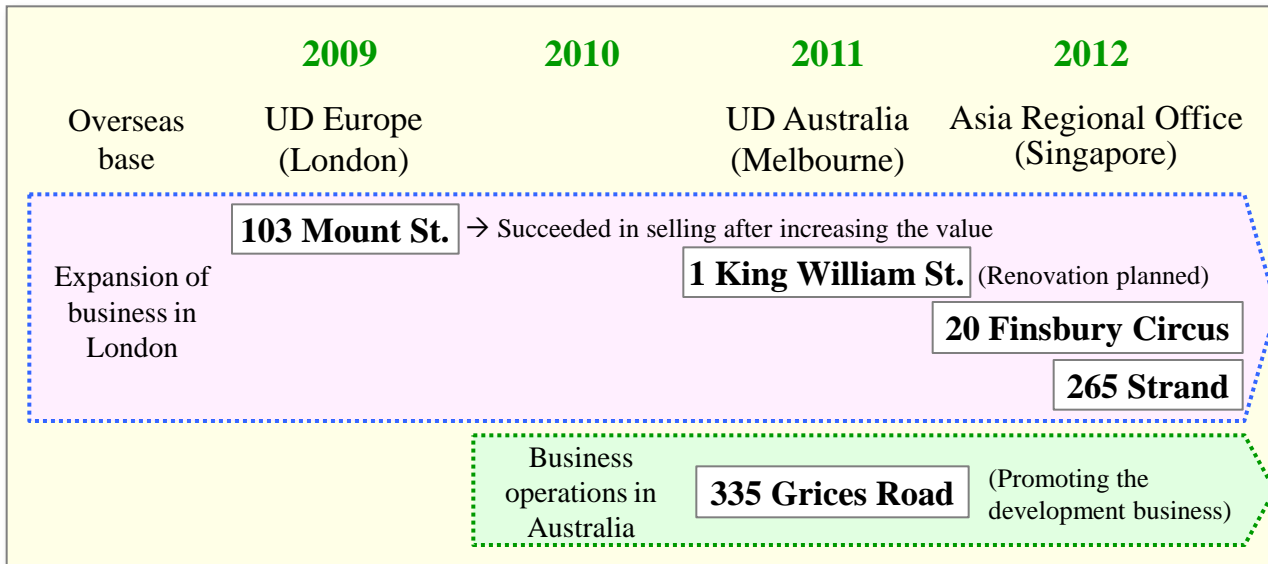 2009 2010 2011 2012
Overseas
base
UD Europe
(London)
UD Australia
(Melbourne)
Asia Regional Office
(Singapore)
Expansion of
business in
London
103 Mount St. → Succeeded in selling after increasing the value
1 King William St. (Renovation planned)
20 Finsbury Circus
265 Strand
Business
operations in
Australia
335 Grices Road
(Promoting the
development business)